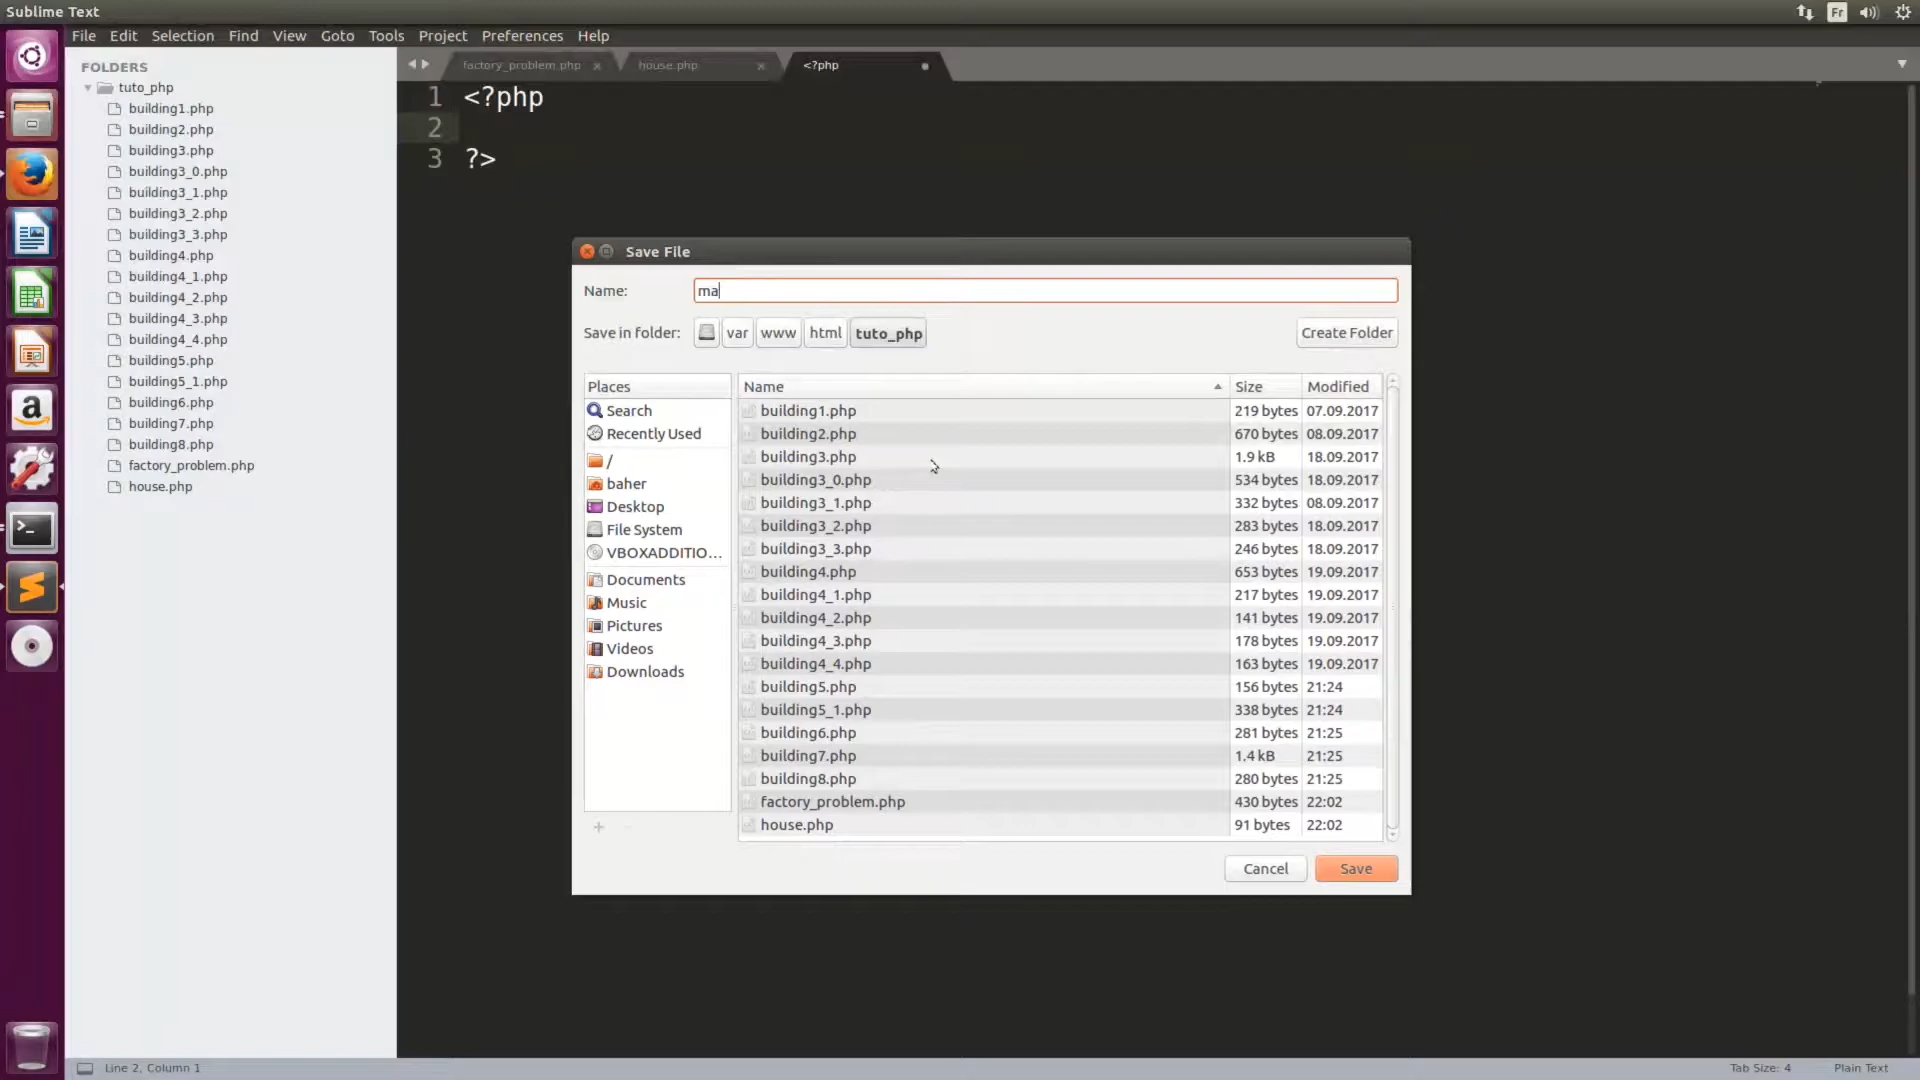 Sublime Text
Fr
File Edit Selection Find View Goto Tools Project Preferences Help
FOLDERS
tuto_php
building1.php
building2.php
building3.php
building3_0.php
building3_1.php
building3_2.php
building3_3.php
building4.php
building4_1.php
building4_2.php
building4_3.php
building4_4.php
building5.php
building5_1.php
building6.php
building7.php
building8.php
factory_problem.php
house.php
factory_problem.php × house.php × <?php
1 <?php
2
3 ?>
Save File
Name: ma
Save in folder: var www html tuto_php Create Folder
Places
Search
Recently Used
/
baher
Desktop
File System
VBOXADDITIO...
Documents
Music
Pictures
Videos
Downloads
Name Size Modified
building1.php 219 bytes 07.09.2017
building2.php 670 bytes 08.09.2017
building3.php 1.9 kB 18.09.2017
building3_0.php 534 bytes 18.09.2017
building3_1.php 332 bytes 08.09.2017
building3_2.php 283 bytes 18.09.2017
building3_3.php 246 bytes 18.09.2017
building4.php 653 bytes 19.09.2017
building4_1.php 217 bytes 19.09.2017
building4_2.php 141 bytes 19.09.2017
building4_3.php 178 bytes 19.09.2017
building4_4.php 163 bytes 19.09.2017
building5.php 156 bytes 21:24
building5_1.php 338 bytes 21:24
building6.php 281 bytes 21:25
building7.php 1.4 kB 21:25
building8.php 280 bytes 21:25
factory_problem.php 430 bytes 22:02
house.php 91 bytes 22:02
Cancel Save
Line 2, Column 1 Tab Size: 4 Plain Text